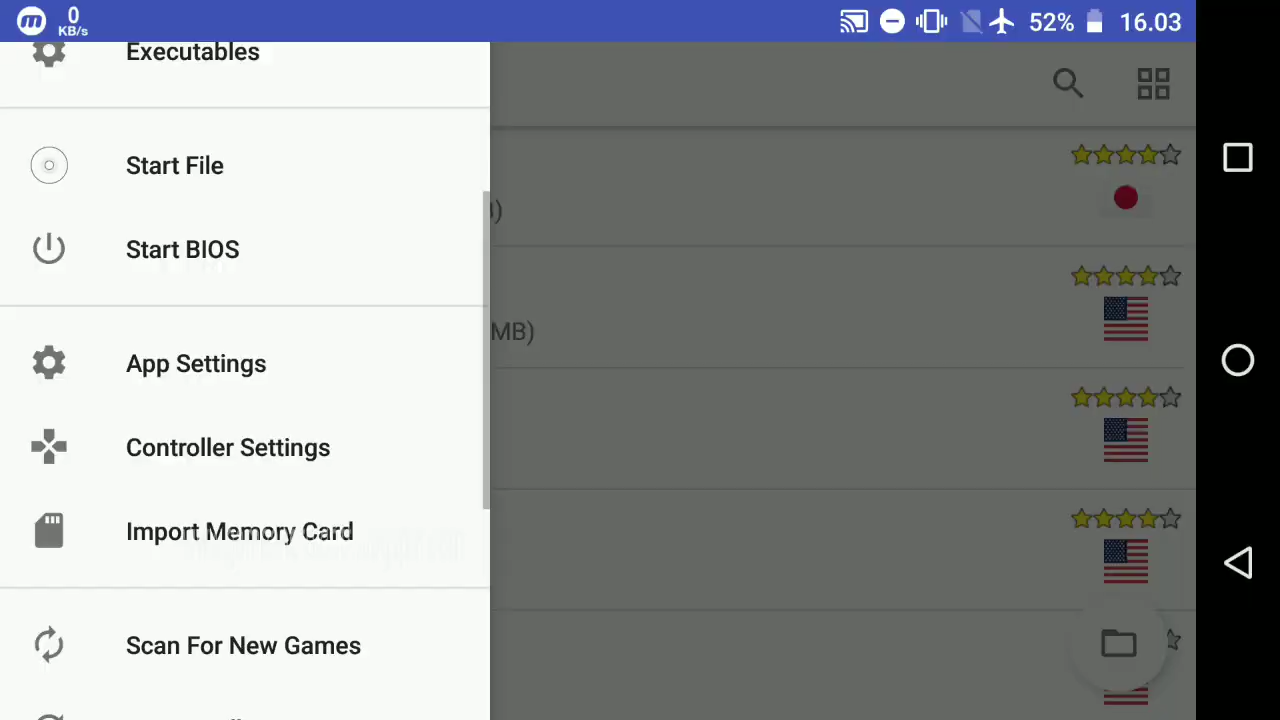 0
KB/s
52%
16.03
Executables
Start File
)
Start BIOS
MB)
App Settings
Controller Settings
Import Memory Card
Scan For New Games